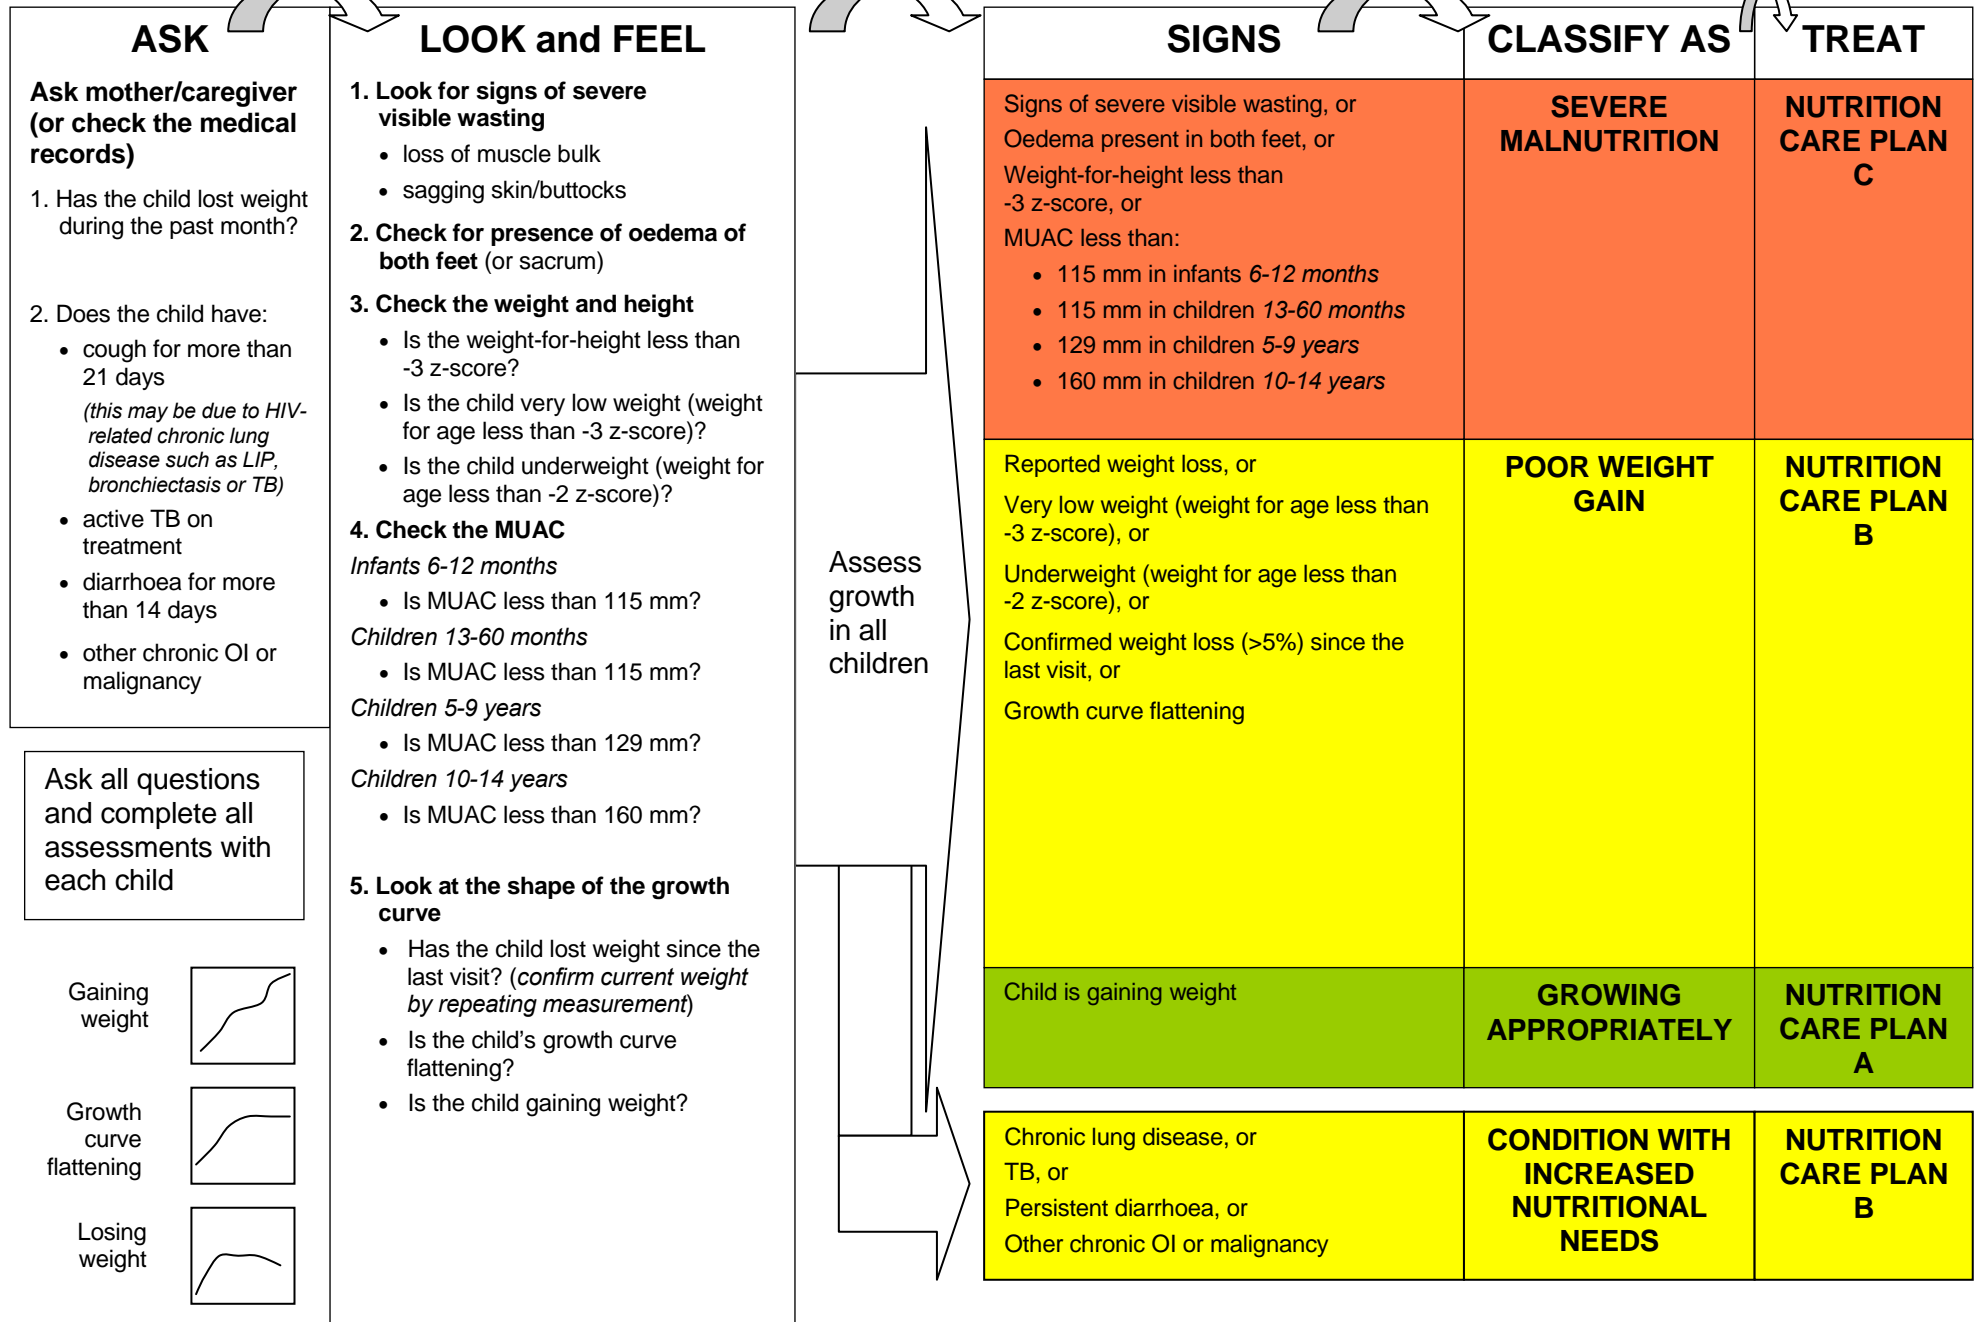 ASK
Ask mother/caregiver
(or check the medical
records)
1. Has the child lost weight
during the past month?
2. Does the child have:
• cough for more than
21 days
(this may be due to HIV-
related chronic lung
disease such as LIP,
bronchiectasis or TB)
• active TB on
treatment
• diarrhoea for more
than 14 days
• other chronic OI or
malignancy
Ask all questions
and complete all
assessments with
each child
Gaining
weight
Growth
curve
flattening
Losing
weight
LOOK and FEEL
1. Look for signs of severe
visible wasting
• loss of muscle bulk
• sagging skin/buttocks
2. Check for presence of oedema of
both feet (or sacrum)
3. Check the weight and height
• Is the weight-for-height less than
-3 z-score?
• Is the child very low weight (weight
for age less than -3 z-score)?
• Is the child underweight (weight for
age less than -2 z-score)?
4. Check the MUAC
Infants 6-12 months
• Is MUAC less than 115 mm?
Children 13-60 months
• Is MUAC less than 115 mm?
Children 5-9 years
• Is MUAC less than 129 mm?
Children 10-14 years
• Is MUAC less than 160 mm?
5. Look at the shape of the growth
curve
• Has the child lost weight since the
last visit? (confirm current weight
by repeating measurement)
• Is the child's growth curve
flattening?
• Is the child gaining weight?
Assess
growth
in all
children
SIGNS
CLASSIFY AS
TREAT
Signs of severe visible wasting, or
Oedema present in both feet, or
Weight-for-height less than
-3 z-score, or
MUAC less than:
• 115 mm in infants 6-12 months
• 115 mm in children 13-60 months
• 129 mm in children 5-9 years
• 160 mm in children 10-14 years
SEVERE
MALNUTRITION
NUTRITION
CARE PLAN
C
Reported weight loss, or
Very low weight (weight for age less than
-3 z-score), or
Underweight (weight for age less than
-2 z-score), or
Confirmed weight loss (>5%) since the
last visit, or
Growth curve flattening
POOR WEIGHT
GAIN
NUTRITION
CARE PLAN
B
Child is gaining weight
GROWING
APPROPRIATELY
NUTRITION
CARE PLAN
A
Chronic lung disease, or
TB, or
Persistent diarrhoea, or
Other chronic OI or malignancy
CONDITION WITH
INCREASED
NUTRITIONAL
NEEDS
NUTRITION
CARE PLAN
B